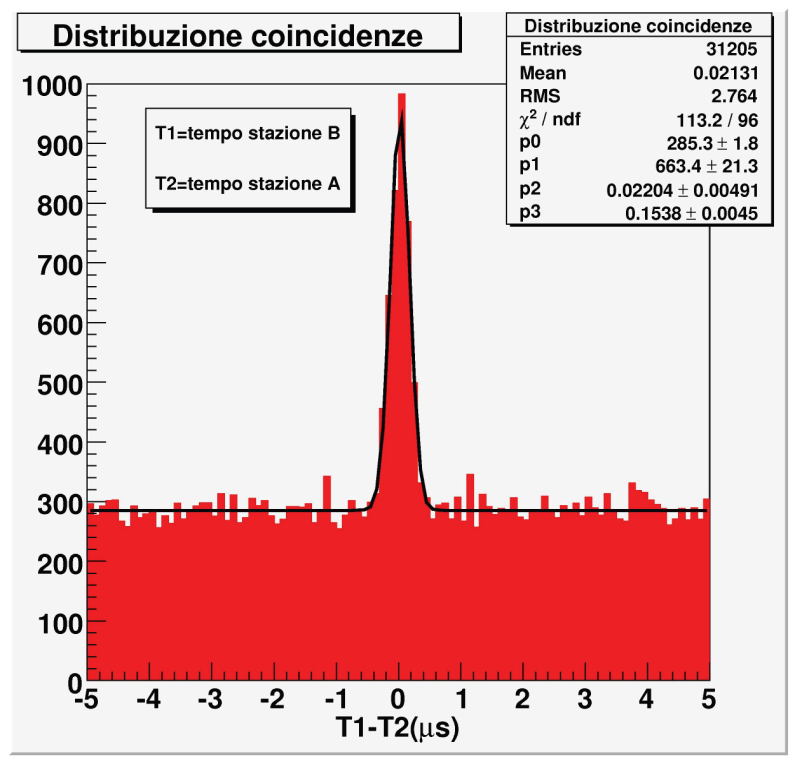 Distribuzione coincidenze
Distribuzione coincidenze
Entries 31205
Mean 0.02131
RMS 2.764
χ² / ndf 113.2 / 96
p0 285.3 ± 1.8
p1 663.4 ± 21.3
p2 0.02204 ± 0.00491
p3 0.1538 ± 0.0045
T1=tempo stazione B
T2=tempo stazione A
1000
900
800
700
600
500
400
300
200
100
0
-5 -4 -3 -2 -1 0 1 2 3 4 5
T1-T2(μs)